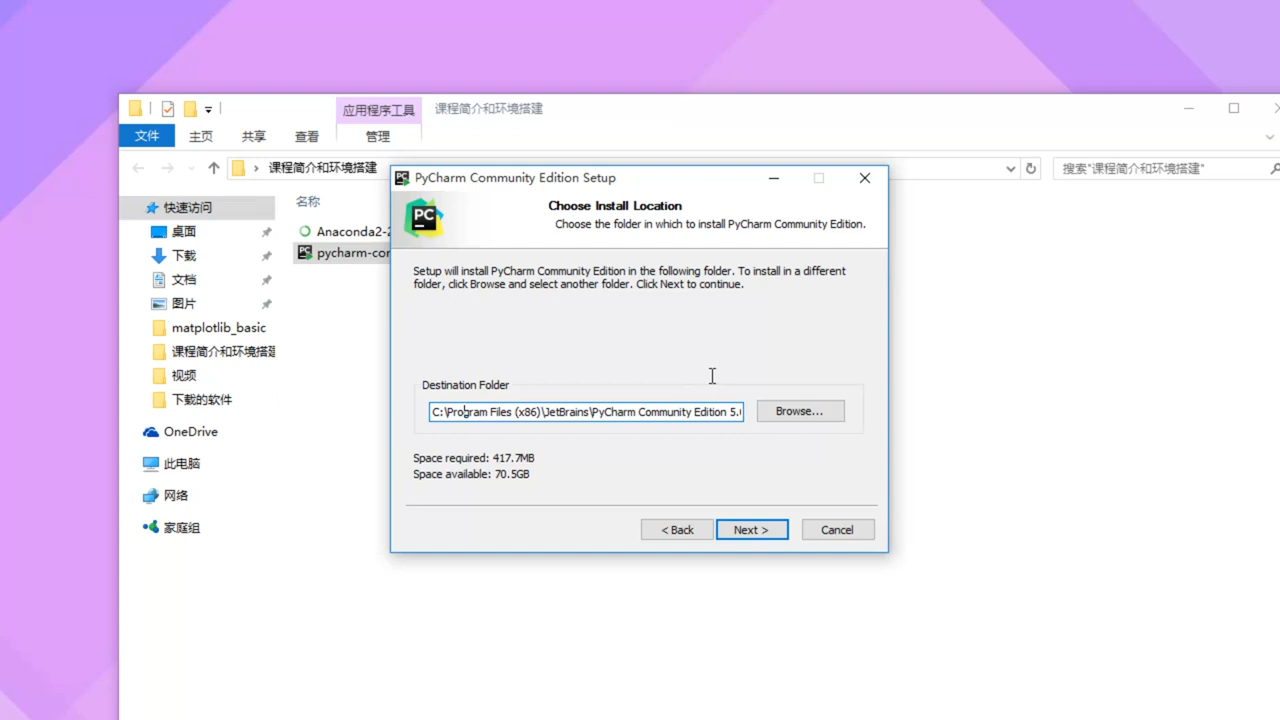 应用程序工具
课程简介和环境搭建
文件
主页
共享
查看
管理
课程简介和环境搭建
搜索"课程简介和环境搭建"
快速访问
桌面
下载
文档
图片
matplotlib_basic
课程简介和环境搭建
视频
下载的软件
OneDrive
此电脑
网络
家庭组
名称
Anaconda2-2
pycharm-con
PyCharm Community Edition Setup
PC
Choose Install Location
Choose the folder in which to install PyCharm Community Edition.
Setup will install PyCharm Community Edition in the following folder. To install in a different
folder, click Browse and select another folder. Click Next to continue.
Destination Folder
C:\Program Files (x86)\JetBrains\PyCharm Community Edition 5.
Browse...
Space required: 417.7MB
Space available: 70.5GB
< Back
Next >
Cancel